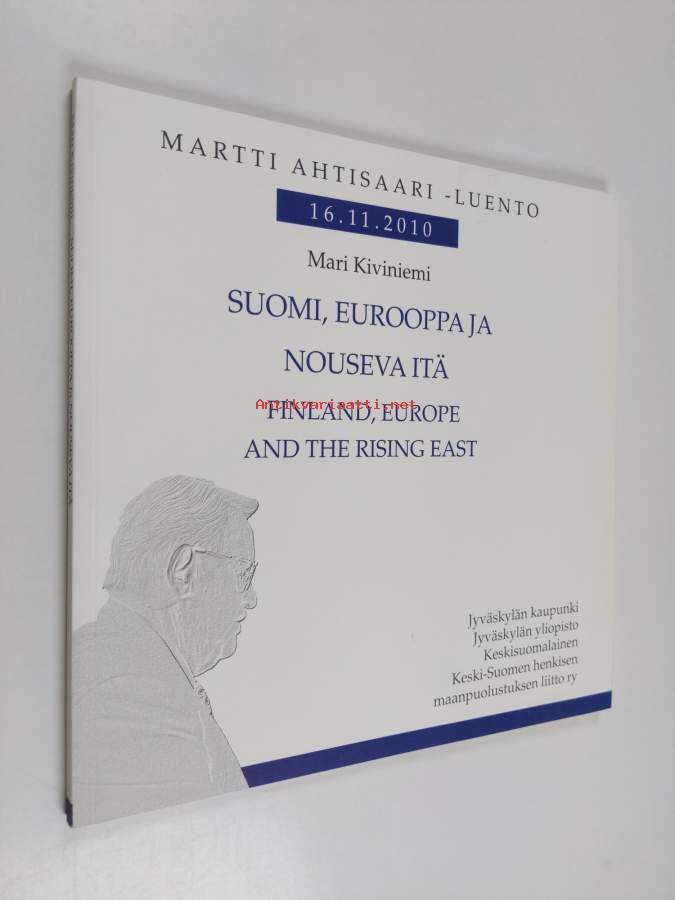 MARTTI AHTISAARI -LUENTO
16.11.2010
Mari Kiviniemi
SUOMI, EUROOPPA JA
NOUSEVA ITÄ
Antikvariaatti.net
FINLAND, EUROPE
AND THE RISING EAST
Jyväskylän kaupunki
Jyväskylän yliopisto
Keskisuomalainen
Keski-Suomen henkisen
maanpuolustuksen liitto ry